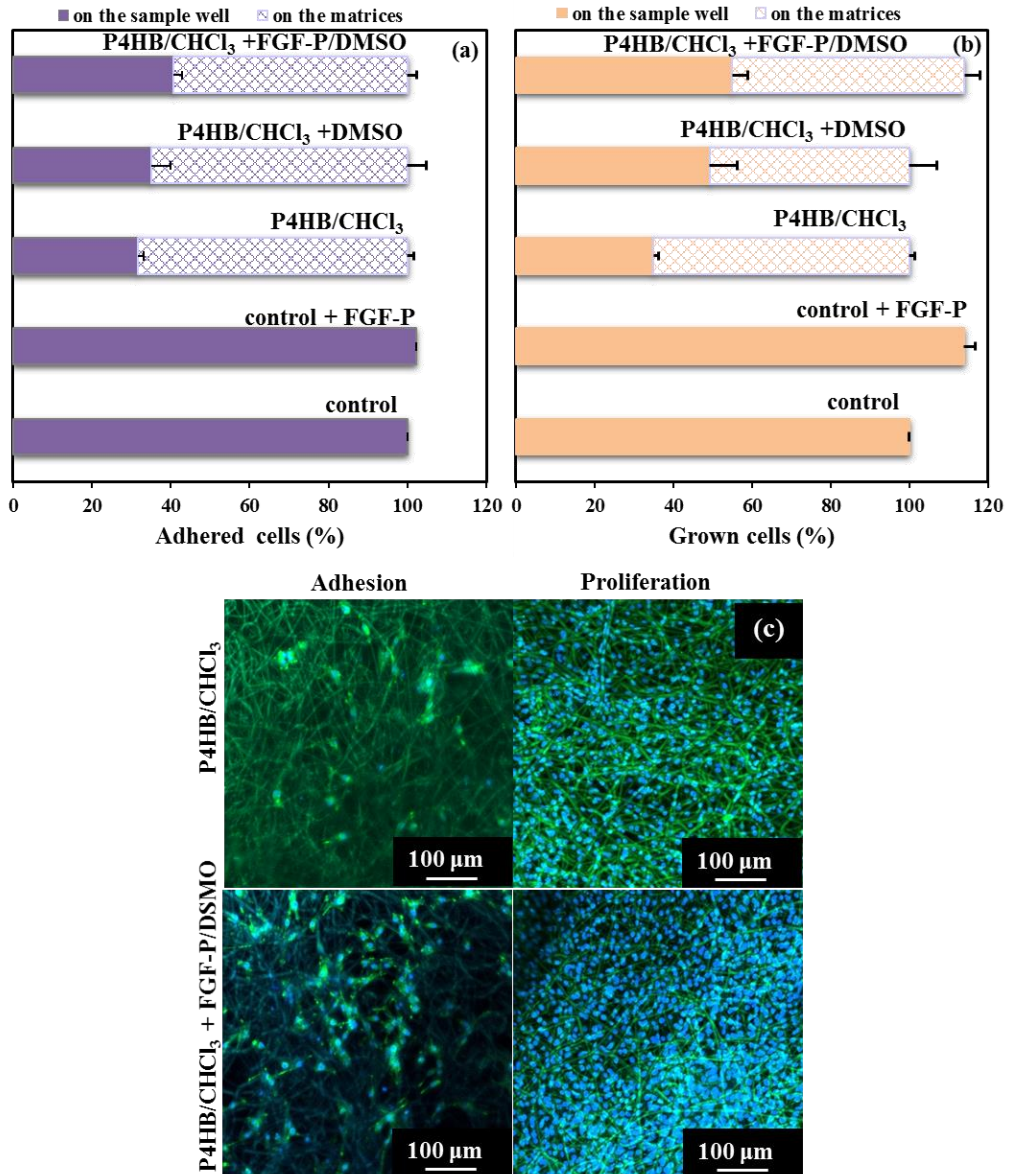 on the sample well on the matrices
P4HB/CHCl₃ +FGF-P/DMSO
(a)
P4HB/CHCl₃ +DMSO
P4HB/CHCl₃
control + FGF-P
control
0 20 40 60 80 100 120
Adhered cells (%)
on the sample well on the matrices
P4HB/CHCl₃ +FGF-P/DMSO
(b)
P4HB/CHCl₃ +DMSO
P4HB/CHCl₃
control + FGF-P
control
0 20 40 60 80 100 120
Grown cells (%)
Adhesion
Proliferation
(c)
P4HB/CHCl₃
100 µm
100 µm
P4HB/CHCl₃ + FGF-P/DSMO
100 µm
100 µm